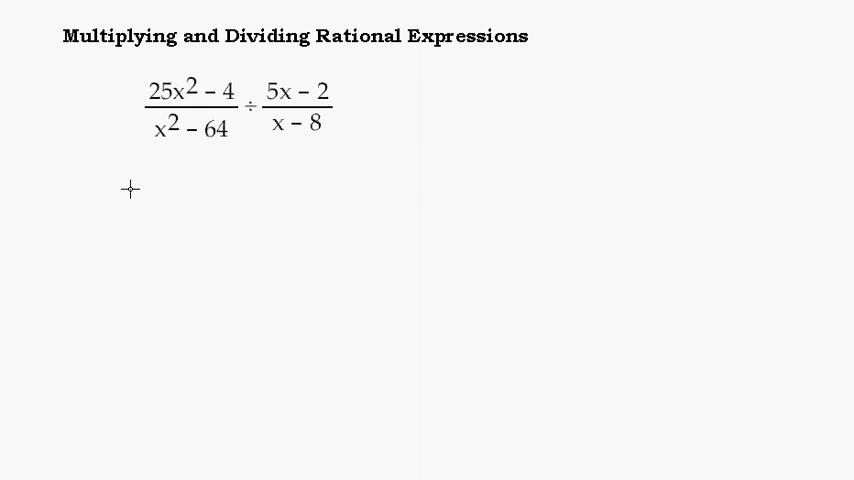 Multiplying and Dividing Rational Expressions
25x² – 4 ÷ 5x – 2
x² – 64 x – 8